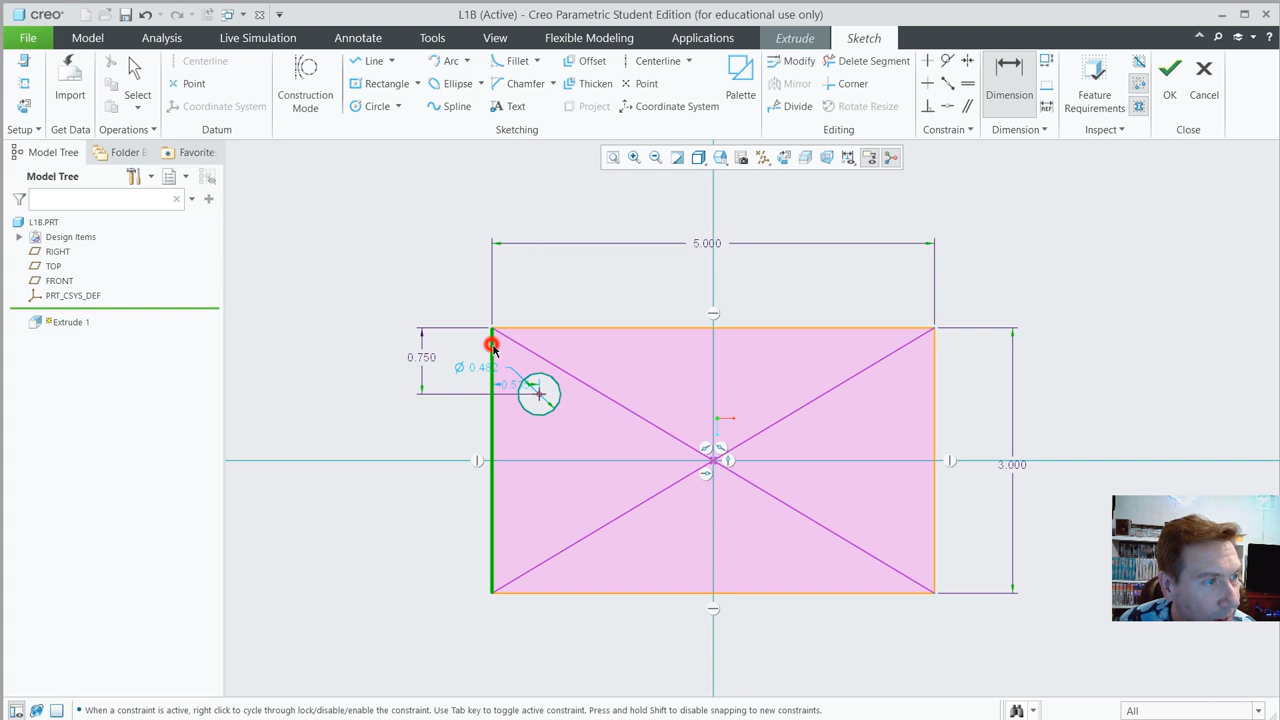 creo L1B (Active) - Creo Parametric Student Edition (for educational use only)
File Model Analysis Live Simulation Annotate Tools View Flexible Modeling Applications Extrude Sketch
Centerline Line Arc Fillet Offset Centerline Modify Delete Segment
Point Rectangle Ellipse Chamfer Thicken Point Mirror Corner
Coordinate System Circle Spline Text Project Coordinate System Divide Rotate Resize
Import Select Construction Mode Palette Dimension Feature Requirements OK Cancel
Setup Get Data Operations Datum Sketching Editing Constrain Dimension Inspect Close
Model Tree Folder B Favorite
Model Tree
L1B.PRT
Design Items
RIGHT
TOP
FRONT
PRT_CSYS_DEF
Extrude 1
5.000
0.750
3.000
When a constraint is active, right click to cycle through lock/disable/enable the constraint. Use Tab key to toggle active constraint. Press and hold Shift to disable snapping to new constraints.
All